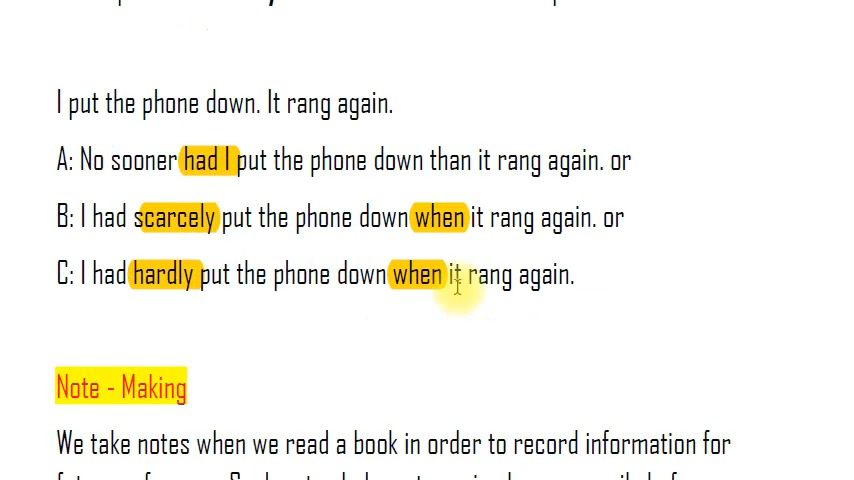 I put the phone down. It rang again.
A: No sooner had I put the phone down than it rang again. or
B: I had scarcely put the phone down when it rang again. or
C: I had hardly put the phone down when it rang again.
Note - Making
We take notes when we read a book in order to record information for